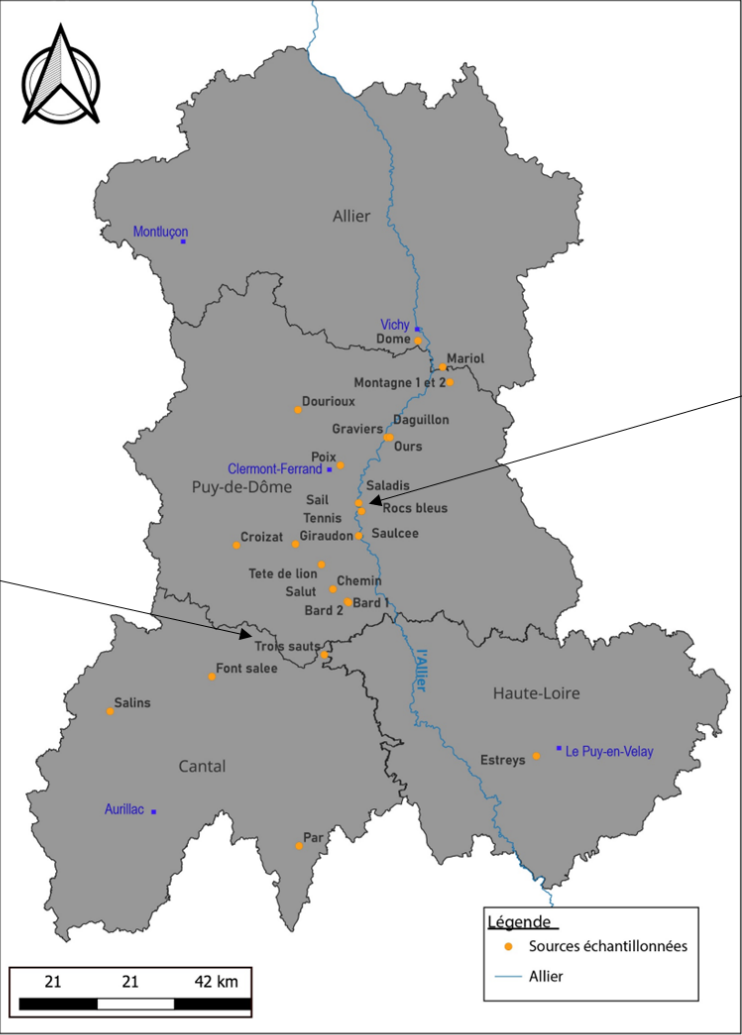 Allier
Montluçon
Vichy
Dome
Mariol
Montagne 1 et 2
Dourioux
Daguillon
Graviers
Ours
Poix
Clermont-Ferrand
Puy-de-Dôme
Saladis
Sail
Rocs bleus
Tennis
Croizat
Giraudon
Saulcee
Tete de lion
Chemin
Salut
Bard 1
Bard 2
Trois sauts
l'Allier
Font salee
Salins
Haute-Loire
Le Puy-en-Velay
Estreys
Cantal
Aurillac
Par
Légende
Sources échantillonnées
Allier
21 21 42 km